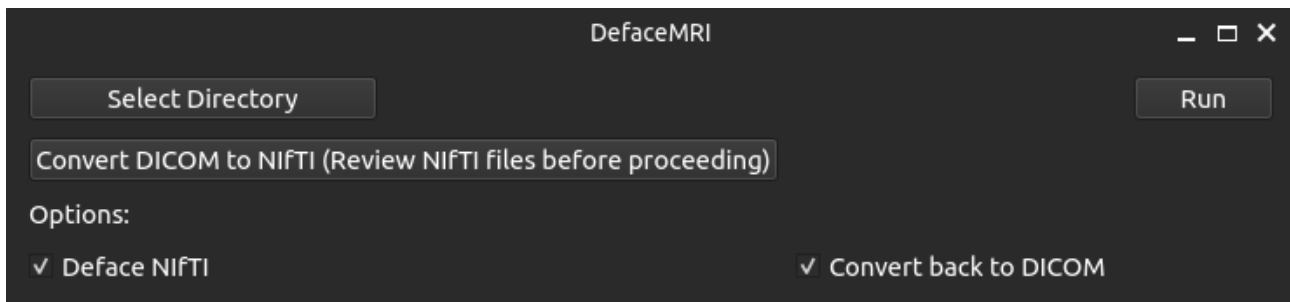 DefaceMRI
Select Directory Run
Convert DICOM to NIfTI (Review NIfTI files before proceeding)
Options:
Deface NIfTI Convert back to DICOM